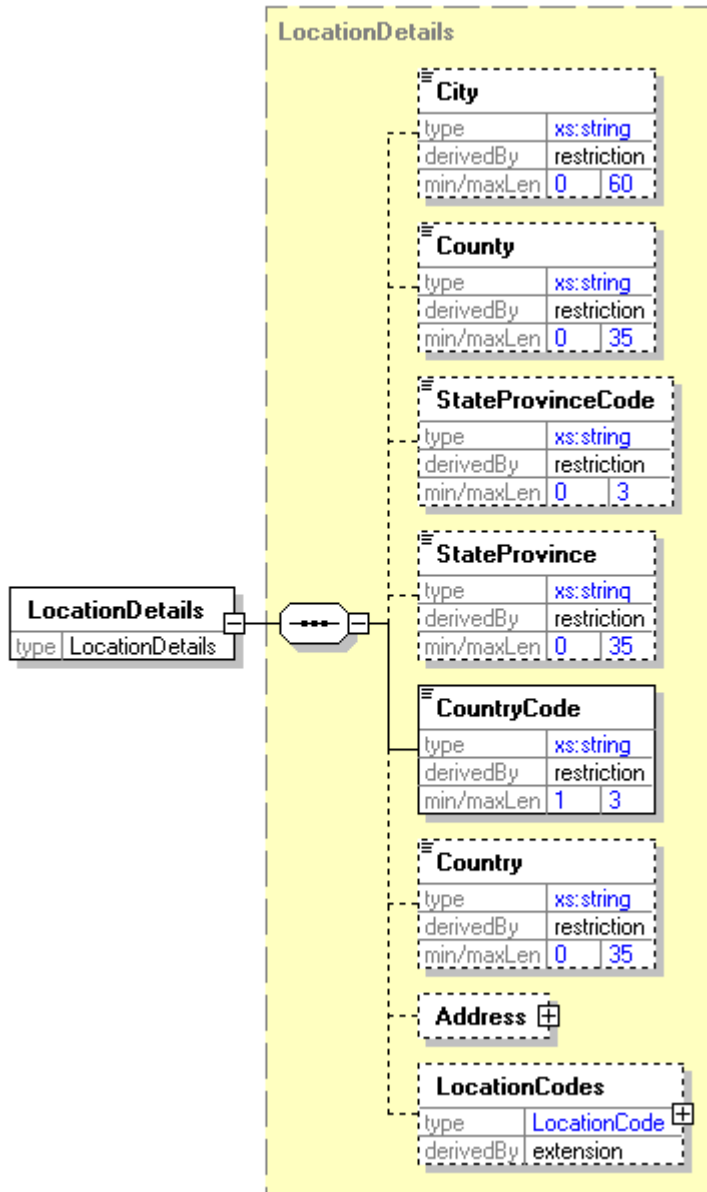 LocationDetails
City
type xs:string
derivedBy restriction
min/maxLen 0 60
County
type xs:string
derivedBy restriction
min/maxLen 0 35
StateProvinceCode
type xs:string
derivedBy restriction
min/maxLen 0 3
StateProvince
type xs:string
derivedBy restriction
min/maxLen 0 35
LocationDetails
type LocationDetails
CountryCode
type xs:string
derivedBy restriction
min/maxLen 1 3
Country
type xs:string
derivedBy restriction
min/maxLen 0 35
Address
LocationCodes
type LocationCode
derivedBy extension